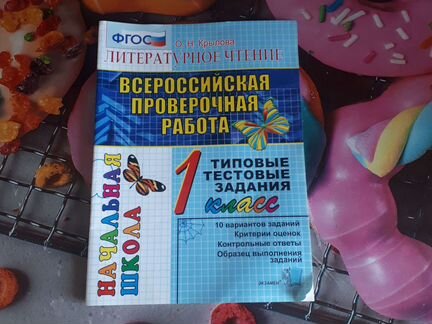 ФГОС
О. Н. Крылова
ЛИТЕРАТУРНОЕ ЧТЕНИЕ
ВСЕРОССИЙСКАЯ
ПРОВЕРОЧНАЯ
РАБОТА
НАЧАЛЬНАЯ
ШКОЛА
1 класс
ТИПОВЫЕ
ТЕСТОВЫЕ
ЗАДАНИЯ
10 вариантов заданий
Критерии оценок
Контрольные ответы
Образец выполнения
заданий
ЭКЗАМЕН